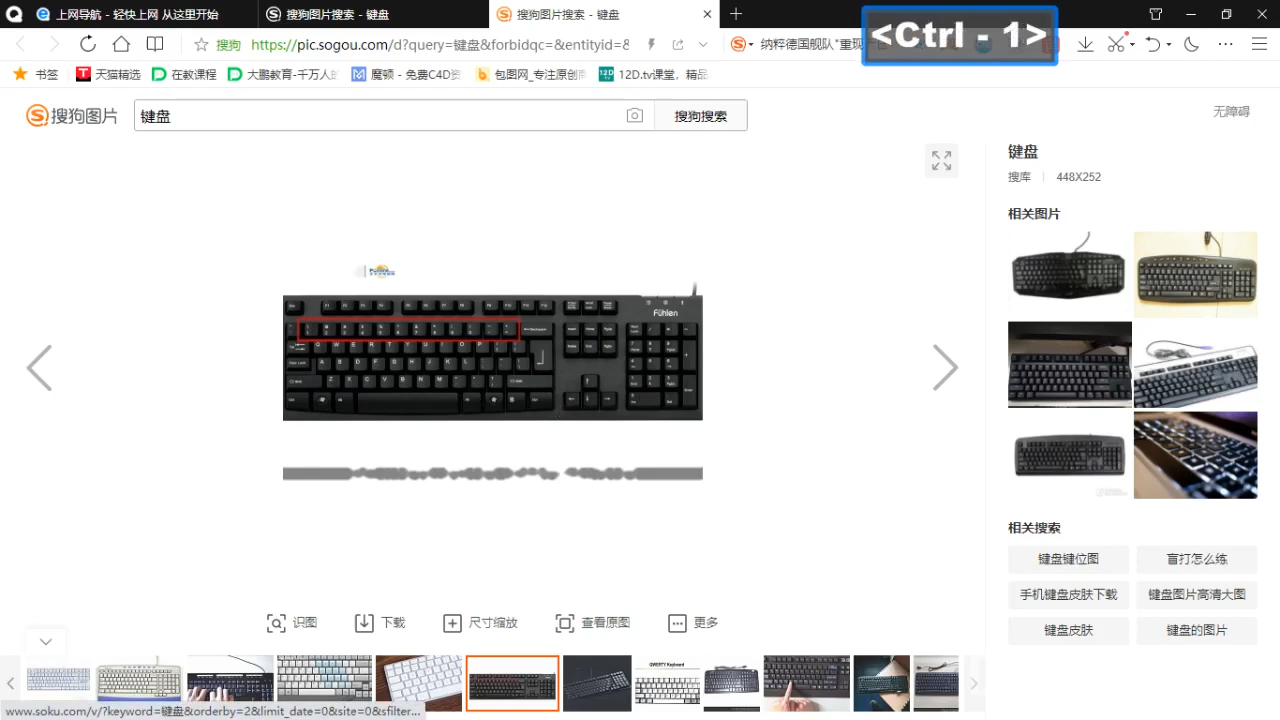 上网导航 - 轻快上网 从这里开始
搜狗图片搜索 - 键盘
搜狗图片搜索 - 键盘
<Ctrl - 1>
搜狗
https://pic.sogou.com/d?query=键盘&forbidqc=&entityid=&
纳粹德国舰队"重现
书签
天猫精选
在教课程
大鹏教育-千万人
魔顿 - 免费C4D资
包图网_专注原创
12D.tv课堂，精品
搜狗图片
键盘
搜狗搜索
无障碍
键盘
搜库
448X252
相关图片
Fühlen
相关搜索
键盘键位图
盲打怎么练
手机键盘皮肤下载
键盘图片高清大图
键盘皮肤
键盘的图片
识图
下载
尺寸缩放
查看原图
更多
QWERTY Keyboard
www.soku.com/v/?keyword=键盘&orderby=2&limit_date=0&site=0&sfilter...